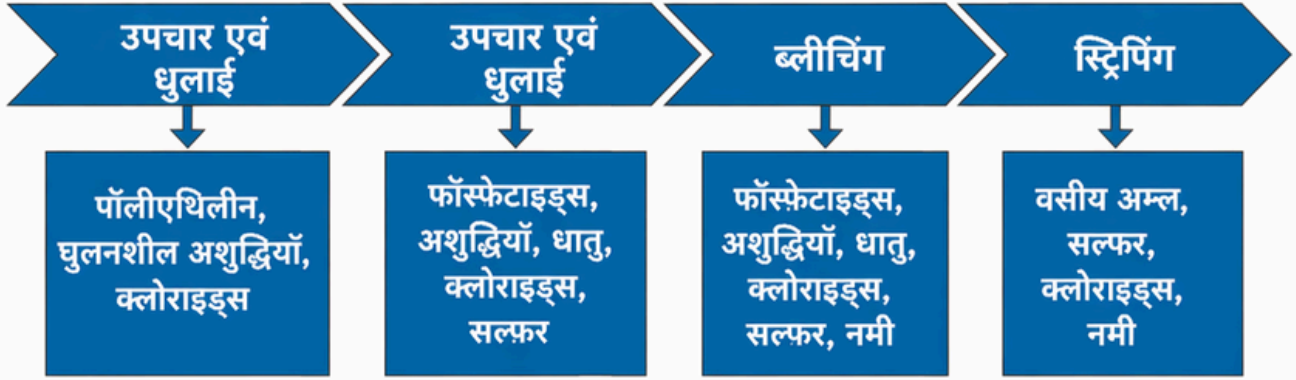 उपचार एवं
धुलाई
उपचार एवं
धुलाई
ब्लीचिंग
स्ट्रिपिंग
पॉलीएथिलीन,
घुलनशील अशुद्धियॉ,
क्लोराइड्स
फॉस्फेटाइड्स,
अशुद्धियॉ, धातु,
क्लोराइड्स,
सल्फ़र
फॉस्फ़ेटाइड्स,
अशुद्धियॉ, धातु,
क्लोराइड्स,
सल्फ़र, नमी
वसीय अम्ल,
सल्फर,
क्लोराइड्स,
नमी